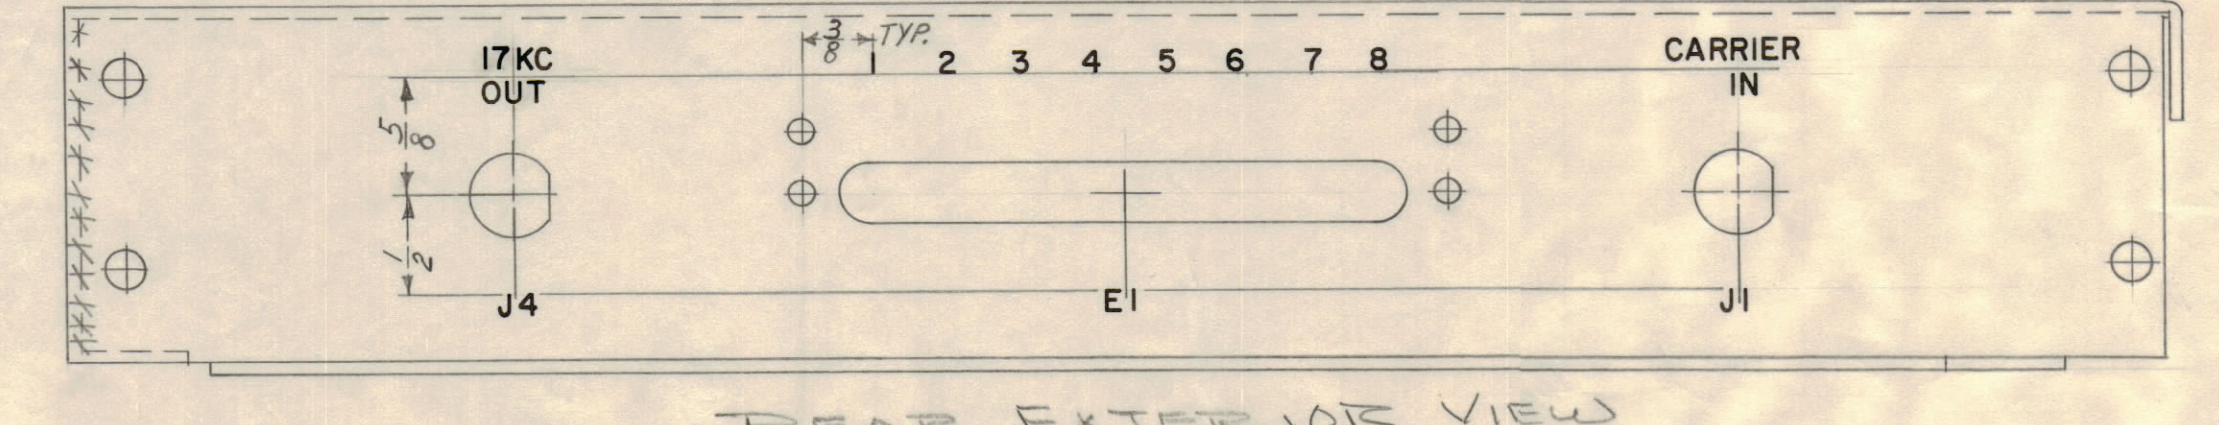 3/8 TYP.
17KC
OUT
1 2 3 4 5 6 7 8
CARRIER
IN
5/8
1/2
J4
E1
J1
REAR EXTERIOR VIEW